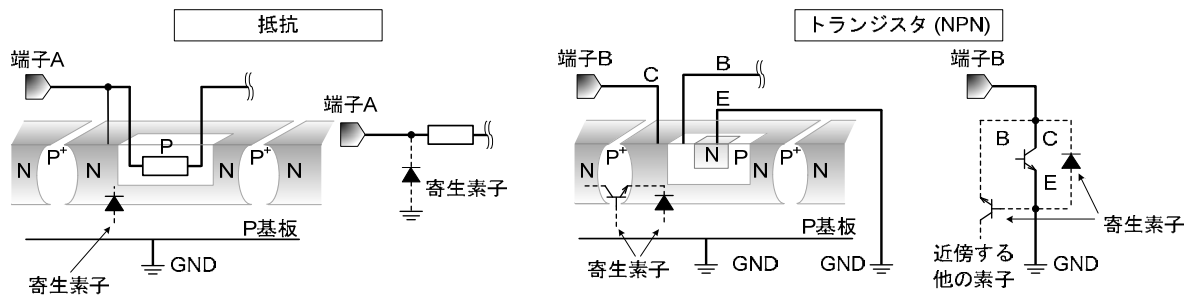 抵抗
端子A
N
P+
N
P
P+
N
P基板
GND
寄生素子
端子A
寄生素子
トランジスタ (NPN)
端子B
C
B
E
N
P+
N
P
P+
N
N
P基板
寄生素子
GND
GND
端子B
B
C
E
寄生素子
近傍する
他の素子
GND